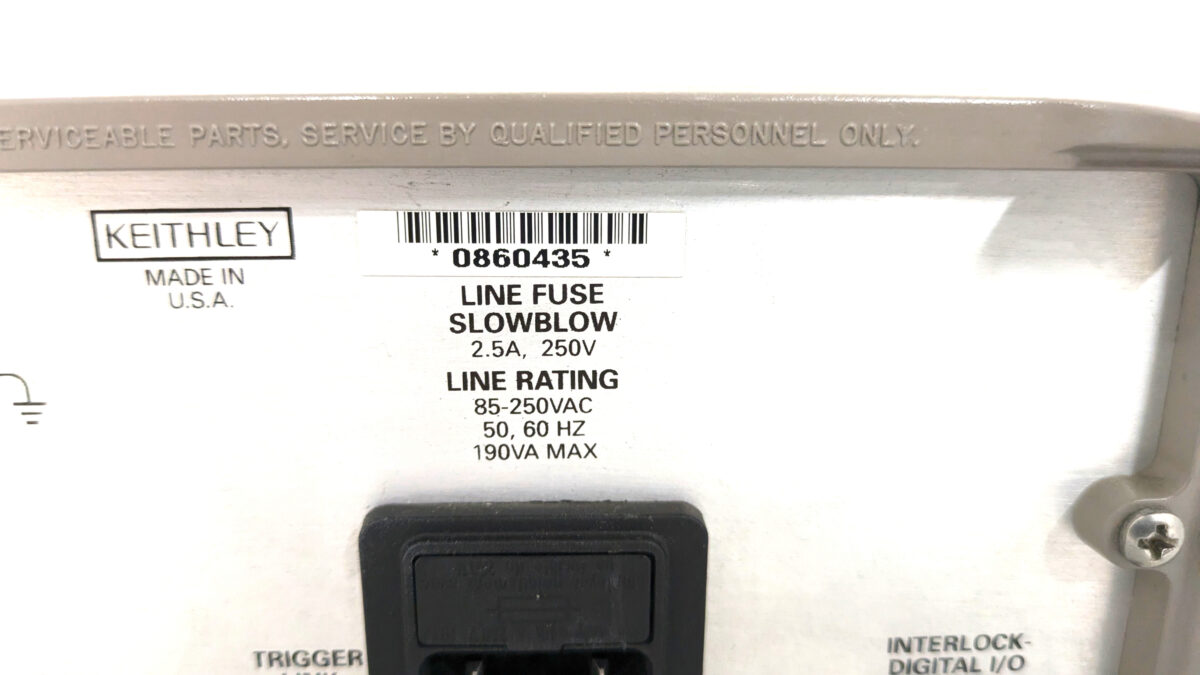 ERVICEABLE PARTS, SERVICE BY QUALIFIED PERSONNEL ONLY.
KEITHLEY
MADE IN
U.S.A.
* 0860435 *
LINE FUSE
SLOWBLOW
2.5A, 250V
LINE RATING
85-250VAC
50, 60 HZ
190VA MAX
TRIGGER
INTERLOCK-
DIGITAL I/O